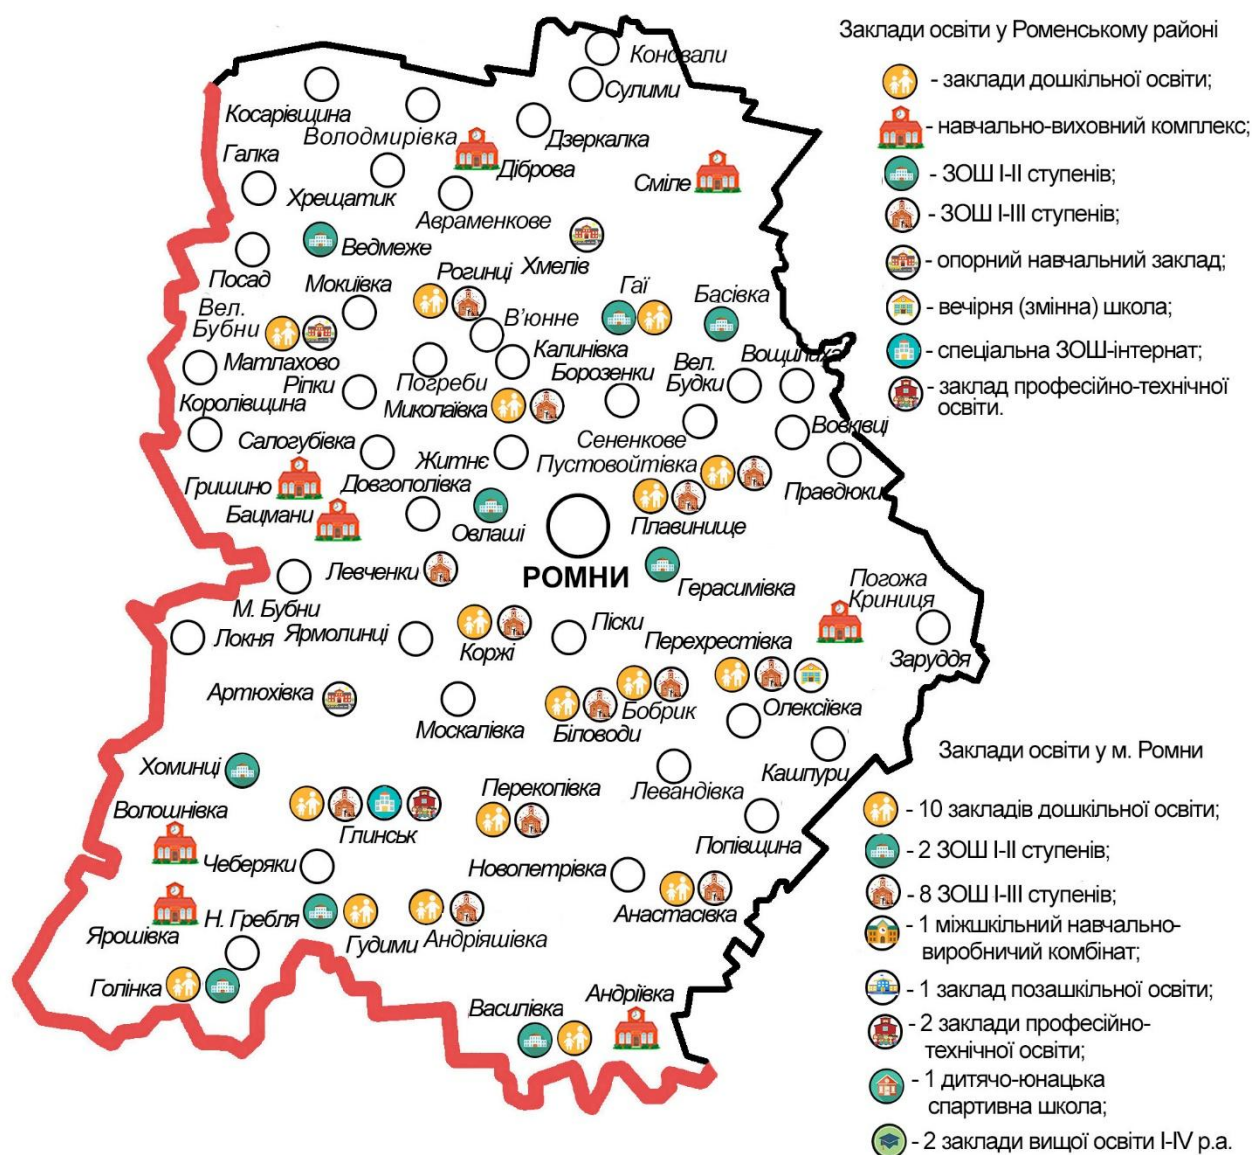 Заклади освіти у Роменському районі
- заклади дошкільної освіти;
- навчально-виховний комплекс;
- ЗОШ І-ІІ ступенів;
- ЗОШ І-ІІІ ступенів;
- опорний навчальний заклад;
- вечірня (змінна) школа;
- спеціальна ЗОШ-інтернат;
- заклад професійно-технічної
освіти.
Коновали
Сулими
Косарівщина
Володмирівка
Дзеркалка
Галка
Діброва
Сміле
Хрещатик
Авраменкове
Ведмеже
Хмелів
Посад
Мокиївка
Рогинці
Гаї
Басівка
Вел.
Бубни
В'юнне
Матлахово
Калинівка
Вощилиха
Ріпки
Погреби
Борозенки
Вел.
Будки
Королівщина
Миколаївка
Вовківці
Салогубівка
Житнє
Сененкове
Пустовойтівка
Гришино
Довгополівка
Правдюки
Бацмани
Овлаші
Плавинище
РОМНИ
Левченки
Герасимівка
Погожа
Криниця
М. Бубни
Локня
Ярмолинці
Коржі
Піски
Перехрестівка
Заруддя
Артюхівка
Москалівка
Біловоди
Бобрик
Олексіївка
Кашпури
Хоминці
Левандівка
Волошнівка
Глинськ
Перекопівка
Попівщина
Чеберяки
Новопетрівка
Анастасівка
Ярошівка
Н. Гребля
Гудими
Андріяшівка
Голінка
Василівка
Андріївка
Заклади освіти у м. Ромни
- 10 закладів дошкільної освіти;
- 2 ЗОШ І-ІІ ступенів;
- 8 ЗОШ І-ІІІ ступенів;
- 1 міжшкільний навчально-
виробничий комбінат;
- 1 заклад позашкільної освіти;
- 2 заклади професійно-
технічної освіти;
- 1 дитячо-юнацька
спартивна школа;
- 2 заклади вищої освіти І-IV р.а.